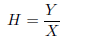 H = Y/X